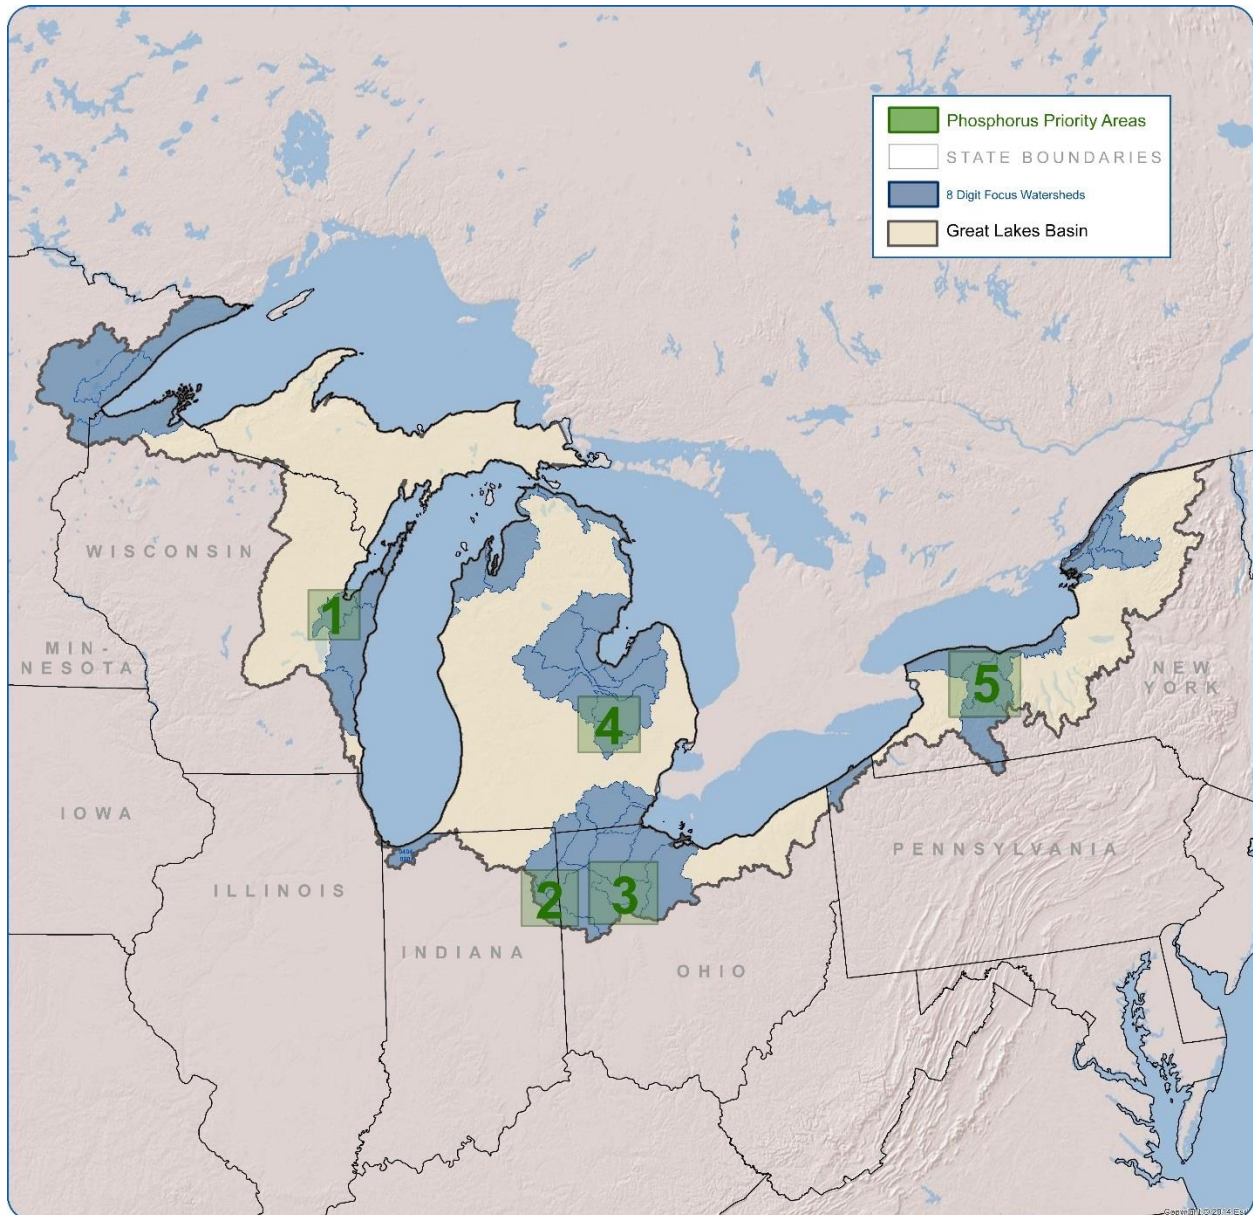 Phosphorus Priority Areas
STATE BOUNDARIES
8 Digit Focus Watersheds
Great Lakes Basin
WISCONSIN
1
MIN-
NESOTA
5
NEW
YORK
4
IOWA
PENNSYLVANIA
ILLINOIS
2
3
INDIANA
OHIO